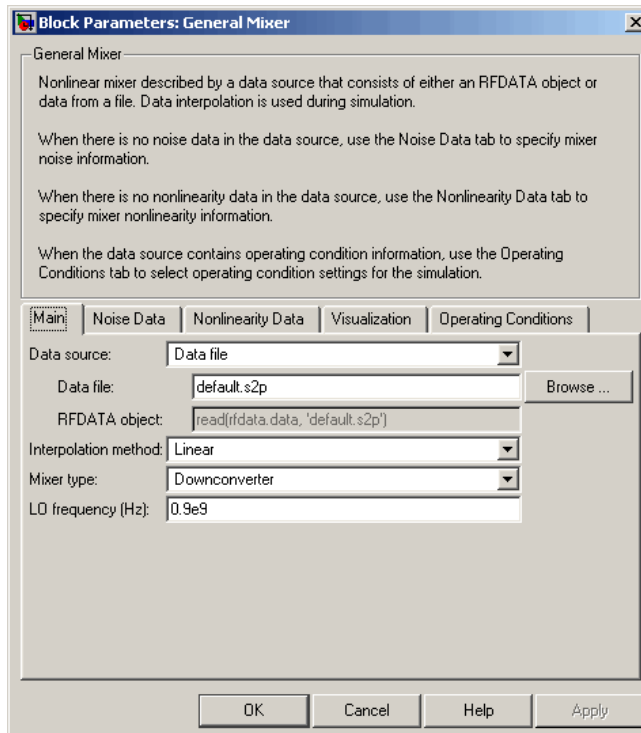 Block Parameters: General Mixer
General Mixer
Nonlinear mixer described by a data source that consists of either an RFDATA object or
data from a file. Data interpolation is used during simulation.
When there is no noise data in the data source, use the Noise Data tab to specify mixer
noise information.
When there is no nonlinearity data in the data source, use the Nonlinearity Data tab to
specify mixer nonlinearity information.
When the data source contains operating condition information, use the Operating
Conditions tab to select operating condition settings for the simulation.
Main Noise Data Nonlinearity Data Visualization Operating Conditions
Data source: Data file
Data file: default.s2p Browse ...
RFDATA object: read(rfdata.data, 'default.s2p')
Interpolation method: Linear
Mixer type: Downconverter
LO frequency (Hz): 0.9e9
OK Cancel Help Apply